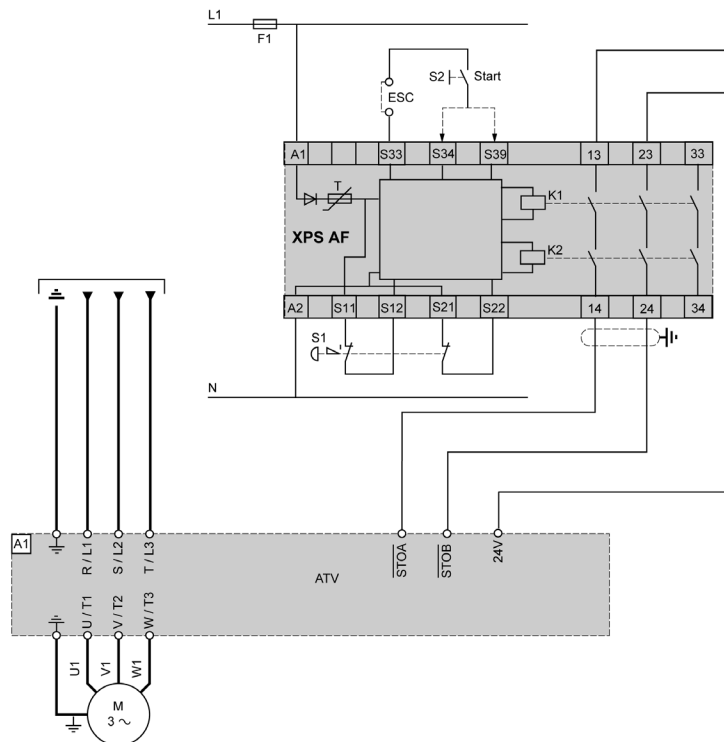 L1
F1
S2
Start
ESC
A1
S33
S34
S39
13
23
33
T
K1
XPS AF
K2
A2
S11
S12
S21
S22
14
24
34
S1
N
A1
R / L1
S / L2
T / L3
STOA
STOB
24V
ATV
U / T1
V / T2
W / T3
U1
V1
W1
M
3 ~